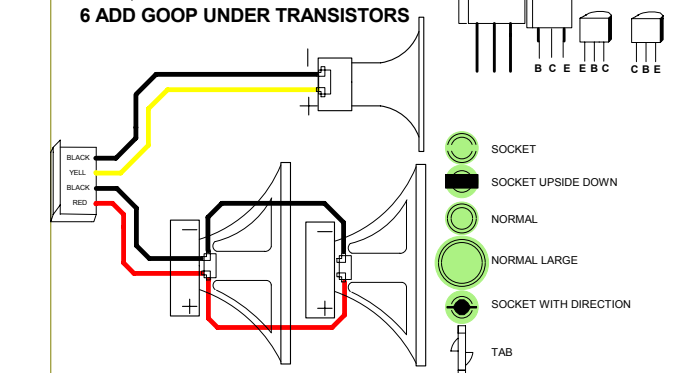 6 ADD GOOP UNDER TRANSISTORS
B C E E B C C B E
BLACK
YELL
BLACK
RED
SOCKET
SOCKET UPSIDE DOWN
NORMAL
NORMAL LARGE
SOCKET WITH DIRECTION
TAB